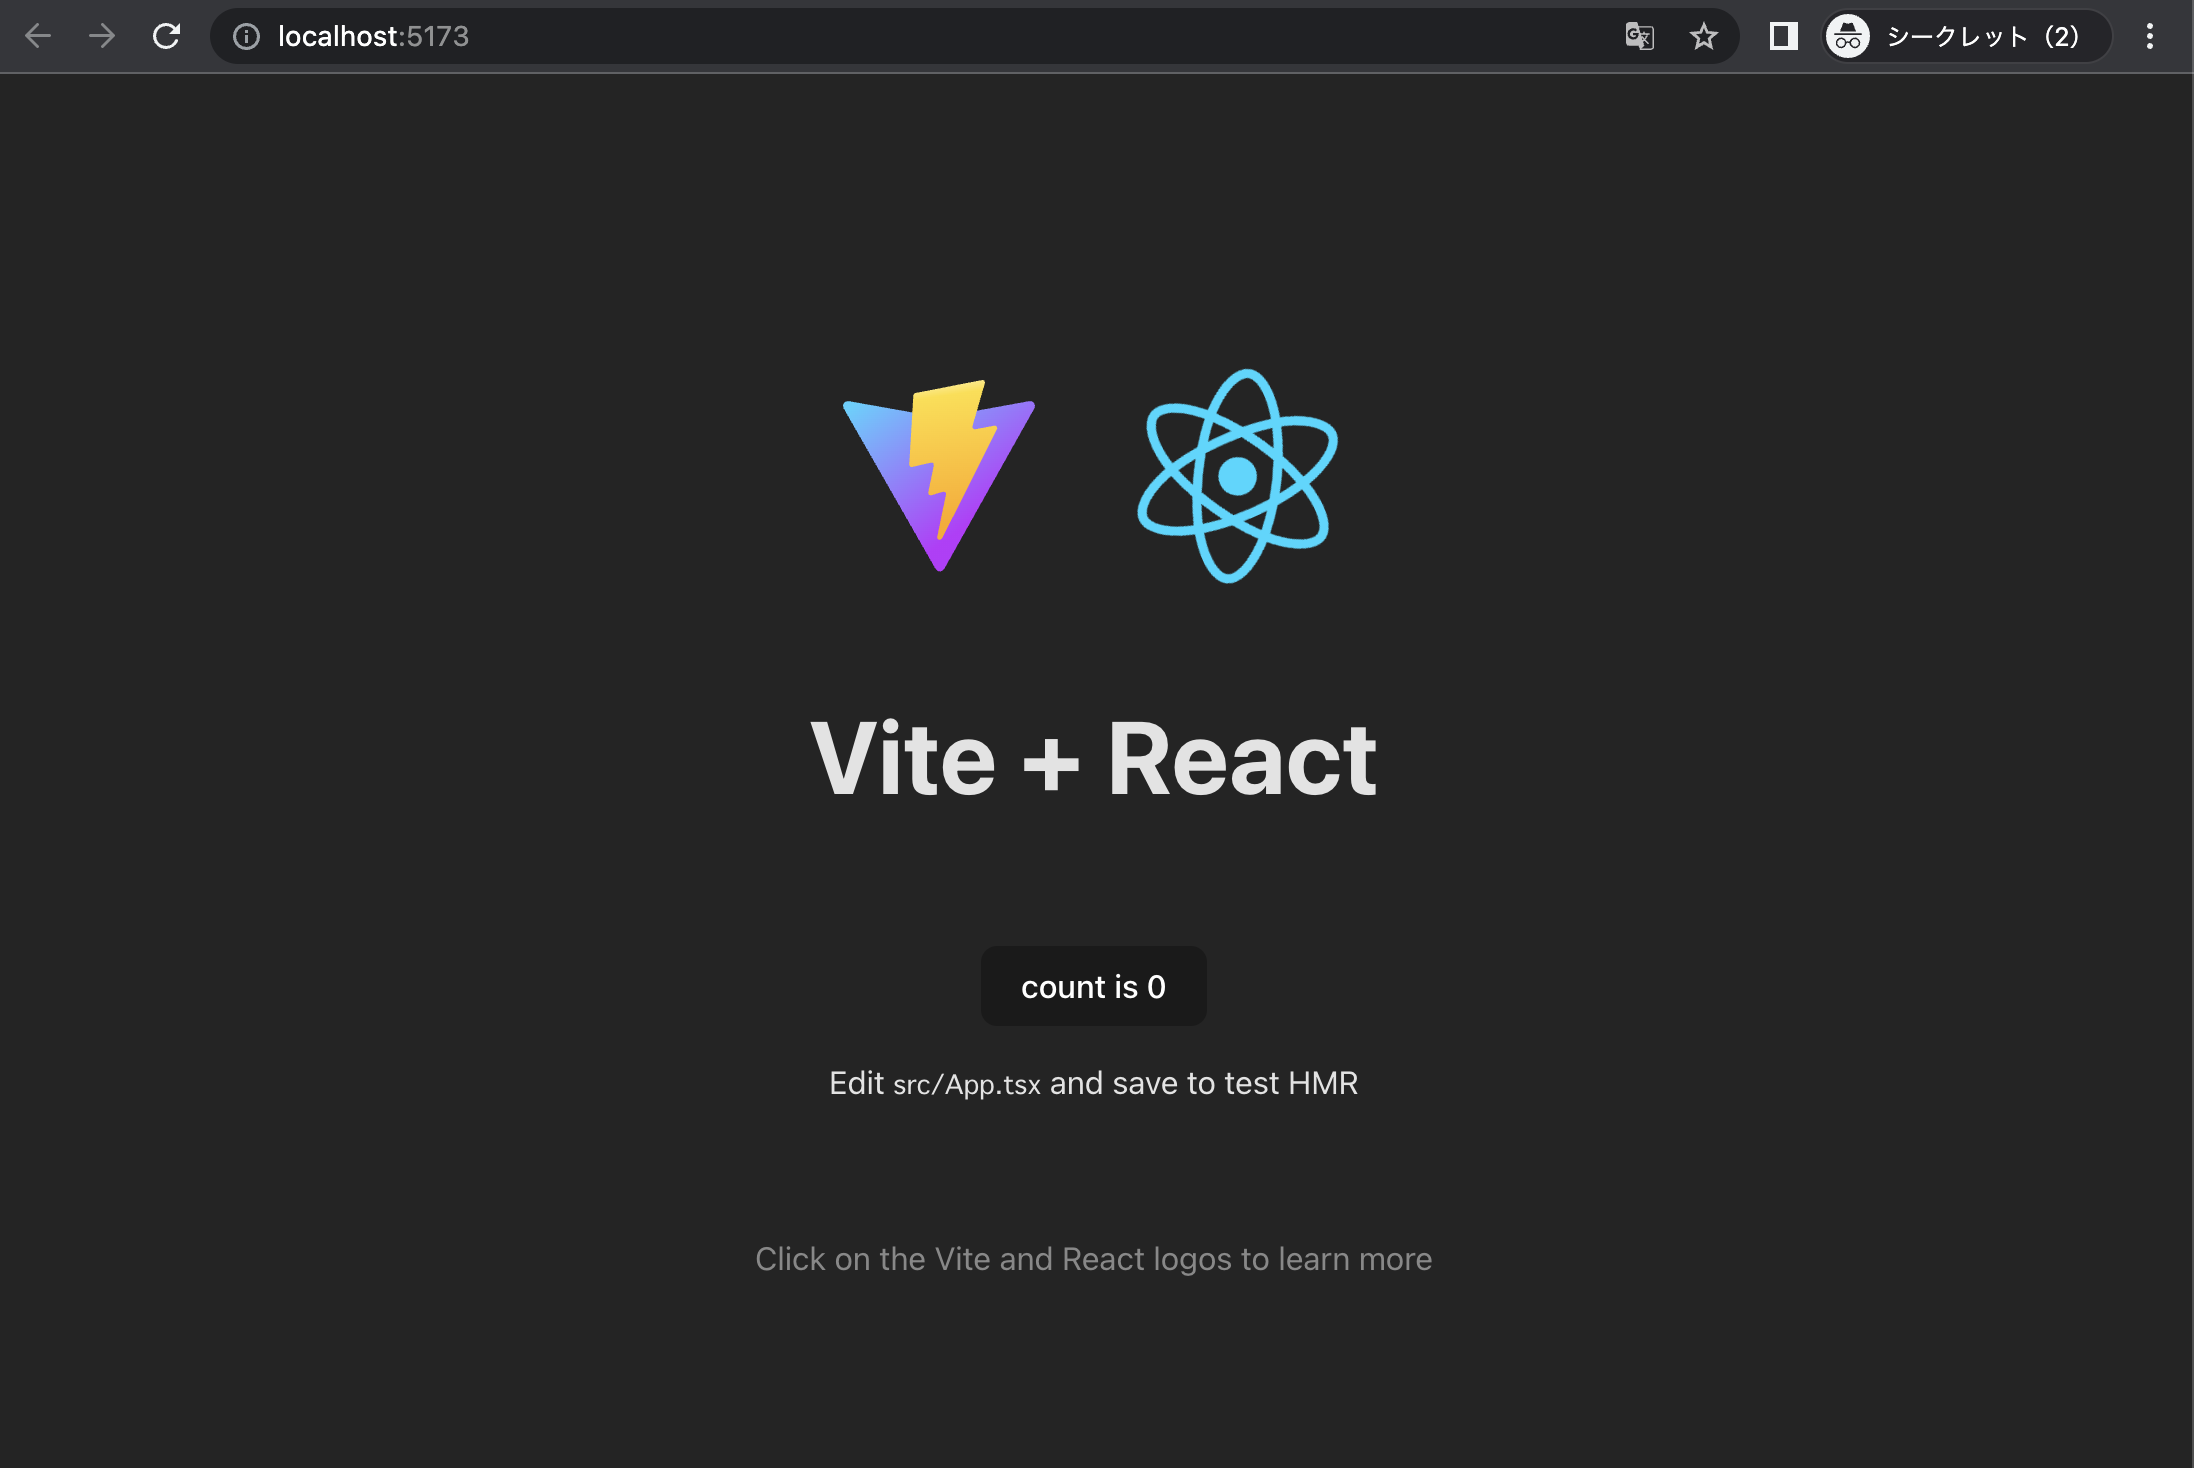 localhost:5173
シークレット（2）
Vite + React
count is 0
Edit src/App.tsx and save to test HMR
Click on the Vite and React logos to learn more